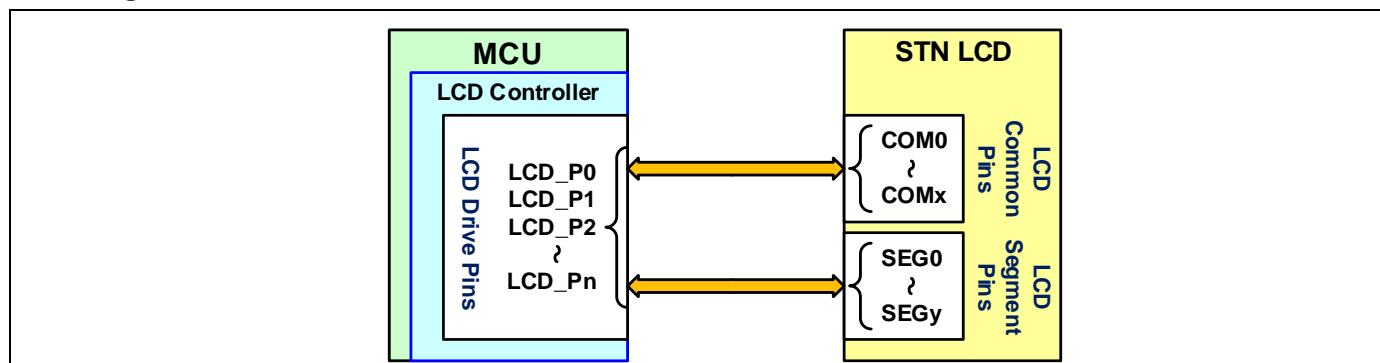 MCU
LCD Controller
LCD Drive Pins
LCD_P0
LCD_P1
LCD_P2
~
LCD_Pn
STN LCD
COM0
~
COMx
LCD
Common
Pins
SEG0
~
SEGy
LCD
Segment
Pins